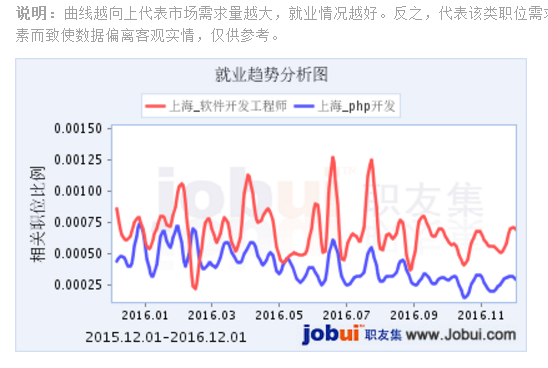 说明：曲线越向上代表市场需求量越大，就业情况越好。反之，代表该类职位需求
素而致使数据偏离客观实情，仅供参考。
就业趋势分析图
上海_软件开发工程师 上海_php开发
0.00150
0.00125
0.00100
0.00075
0.00050
0.00025
相关职位比例
jobui 职友集
2016.01 2016.03 2016.05 2016.07 2016.09 2016.11
2015.12.01-2016.12.01
jobui 职友集 www.Jobui.com